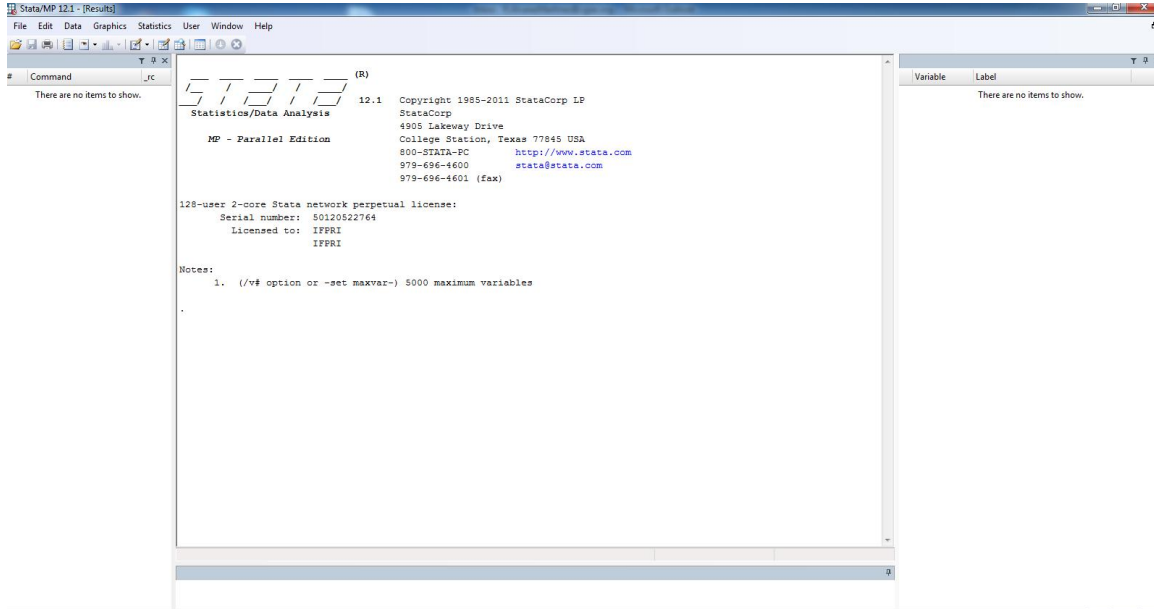 Stata/MP 12.1 - [Results]
File Edit Data Graphics Statistics User Window Help
# Command _rc
There are no items to show.
(R)
12.1 Copyright 1985-2011 StataCorp LP
Statistics/Data Analysis StataCorp
4905 Lakeway Drive
MP - Parallel Edition College Station, Texas 77845 USA
800-STATA-PC http://www.stata.com
979-696-4600 stata@stata.com
979-696-4601 (fax)
128-user 2-core Stata network perpetual license:
Serial number: 50120522764
Licensed to: IFPRI
IFPRI
Notes:
1. (/v# option or -set maxvar-) 5000 maximum variables
.
Variable Label
There are no items to show.